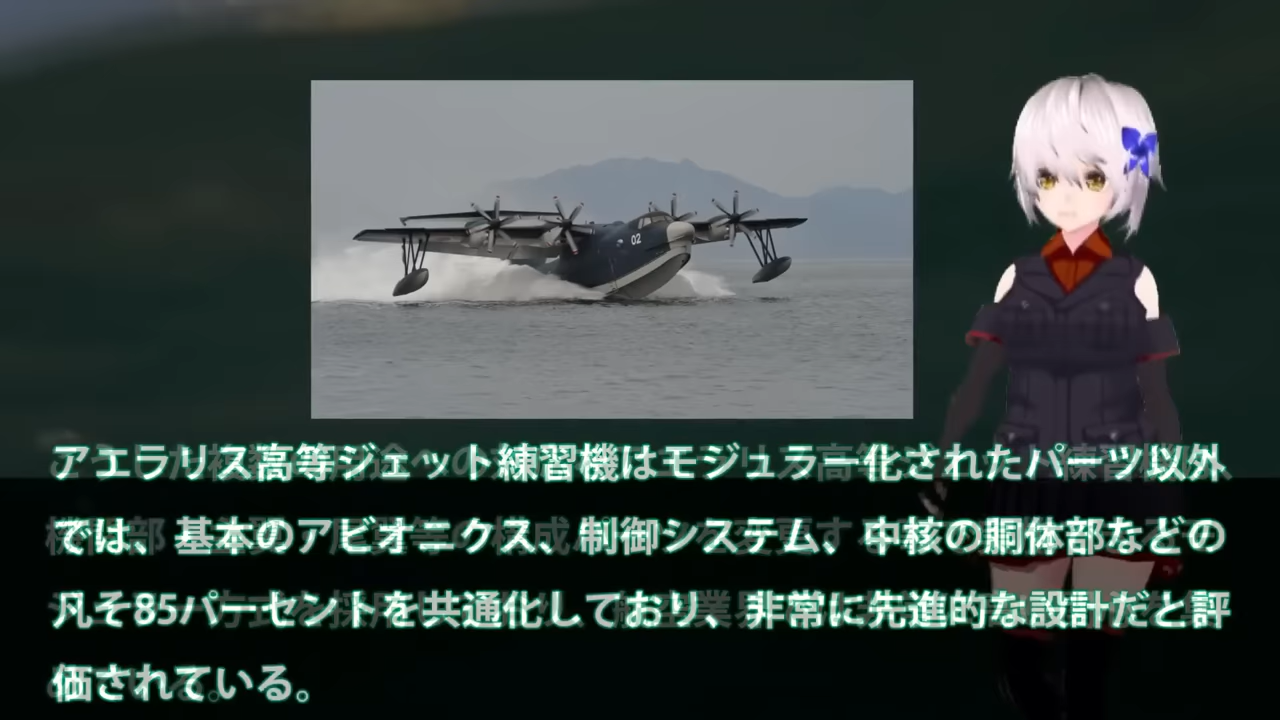 02
アエラリス高等ジェット練習機はモジュラー化されたパーツ以外
では、基本のアビオニクス、制御システム、中核の胴体部などの
凡そ85パーセントを共通化しており、非常に先進的な設計だと評
価されている。